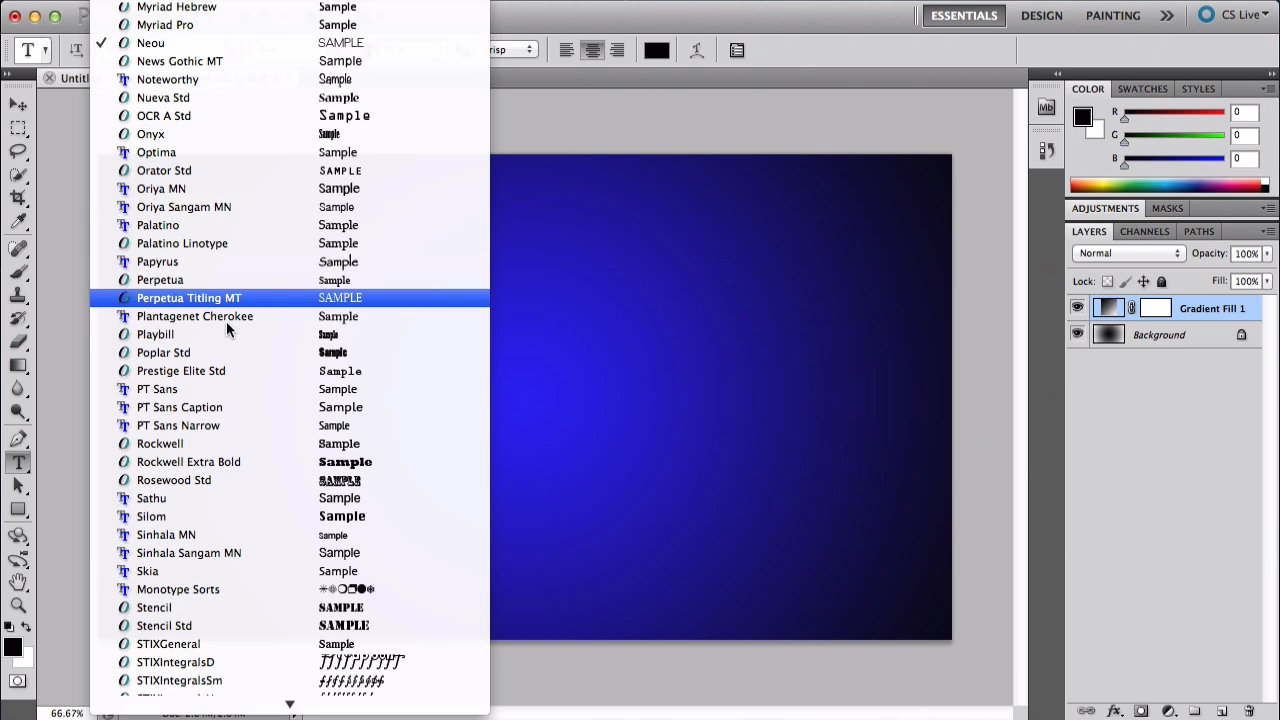 Myriad Hebrew Sample
Myriad Pro Sample
Neou SAMPLE
News Gothic MT Sample
Noteworthy Sample
Nueva Std Sample
OCR A Std Sample
Onyx Sample
Optima Sample
Orator Std SAMPLE
Oriya MN Sample
Oriya Sangam MN Sample
Palatino Sample
Palatino Linotype Sample
Papyrus Sample
Perpetua Sample
Perpetua Titling MT SAMPLE
Plantagenet Cherokee Sample
Playbill Sample
Poplar Std Sample
Prestige Elite Std Sample
PT Sans Sample
PT Sans Caption Sample
PT Sans Narrow Sample
Rockwell Sample
Rockwell Extra Bold Sample
Rosewood Std SAMPLE
Sathu Sample
Silom Sample
Sinhala MN Sample
Sinhala Sangam MN Sample
Skia Sample
Monotype Sorts
Stencil SAMPLE
Stencil Std SAMPLE
STIXGeneral Sample
STIXIntegralsD
STIXIntegralsSm
66.67%
ESSENTIALS DESIGN PAINTING CS Live
COLOR SWATCHES STYLES
R 0
G 0
B 0
ADJUSTMENTS MASKS
LAYERS CHANNELS PATHS
Normal Opacity: 100%
Lock: Fill: 100%
Gradient Fill 1
Background